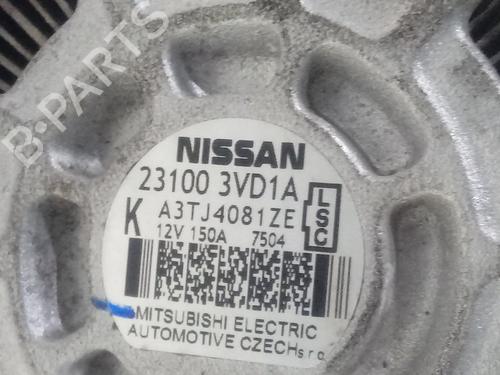 B-PARTS
NISSAN
23100 3VD1A
K A3TJ4081ZE
LSC
12V 150A 7504
MITSUBISHI ELECTRIC
AUTOMOTIVE CZECH s.r.o.